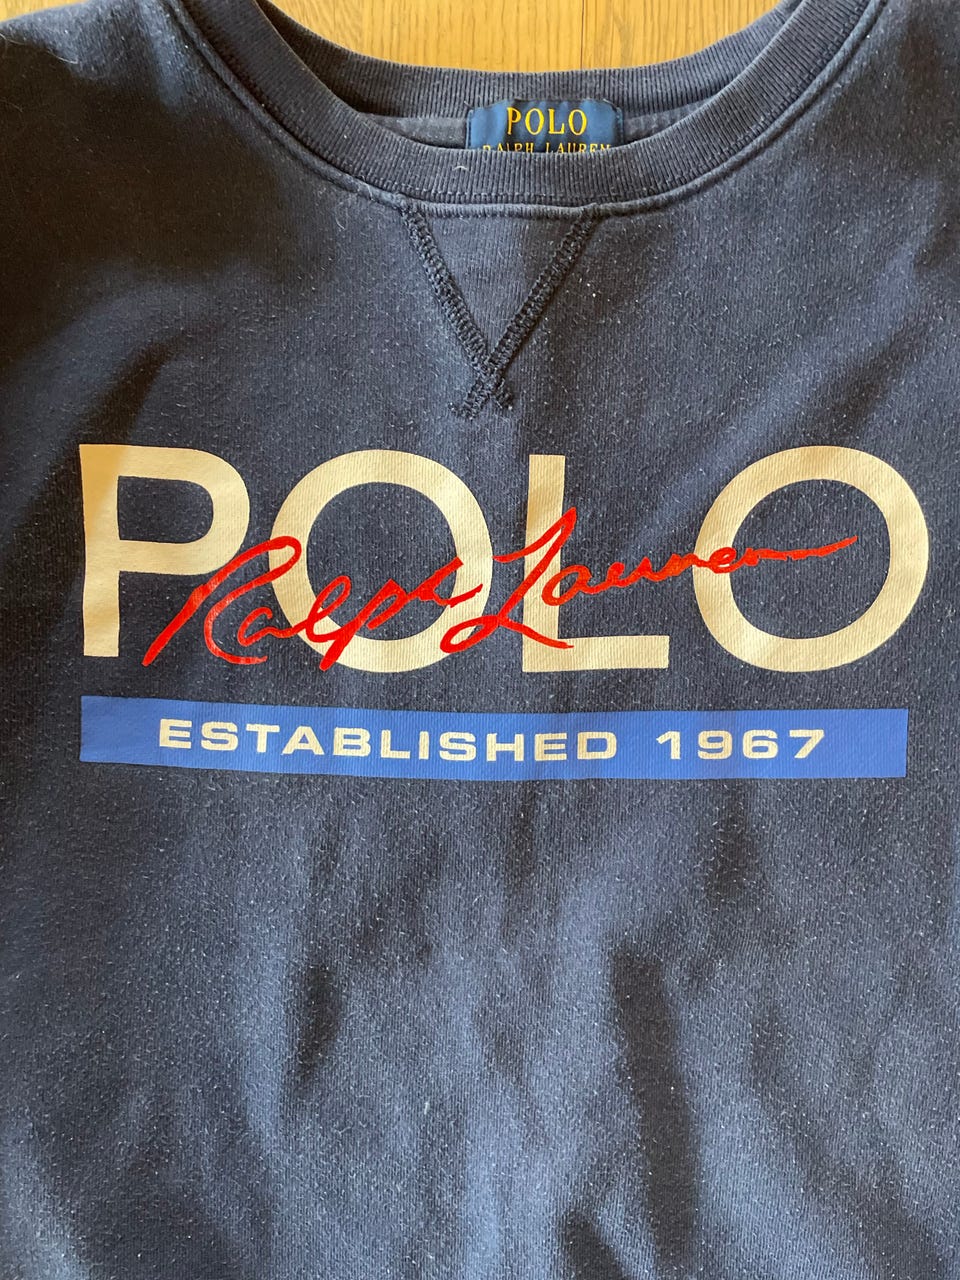 POLO
RALPH LAUREN
POLO
Ralph Lauren
ESTABLISHED 1967